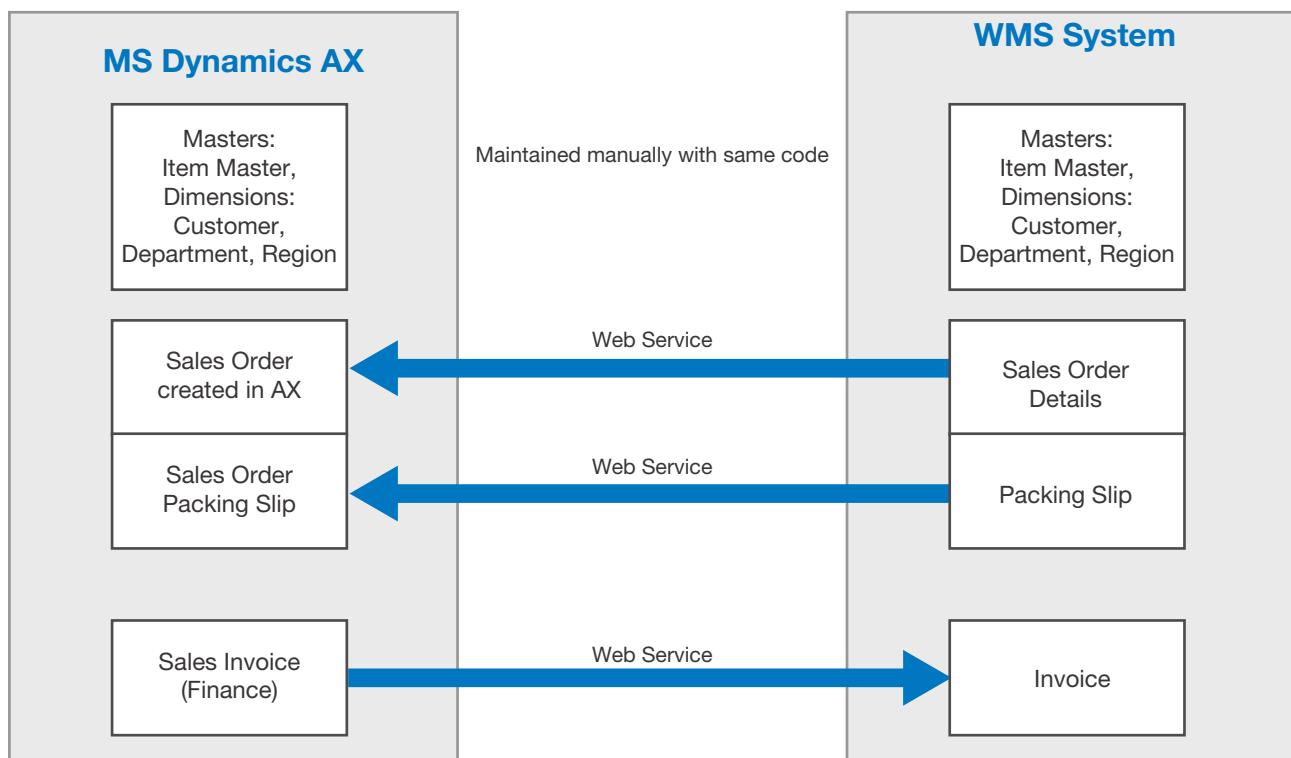 MS Dynamics AX
WMS System
Masters:
Item Master,
Dimensions:
Customer,
Department, Region
Maintained manually with same code
Masters:
Item Master,
Dimensions:
Customer,
Department, Region
Sales Order
created in AX
Web Service
Sales Order
Details
Sales Order
Packing Slip
Web Service
Packing Slip
Sales Invoice
(Finance)
Web Service
Invoice